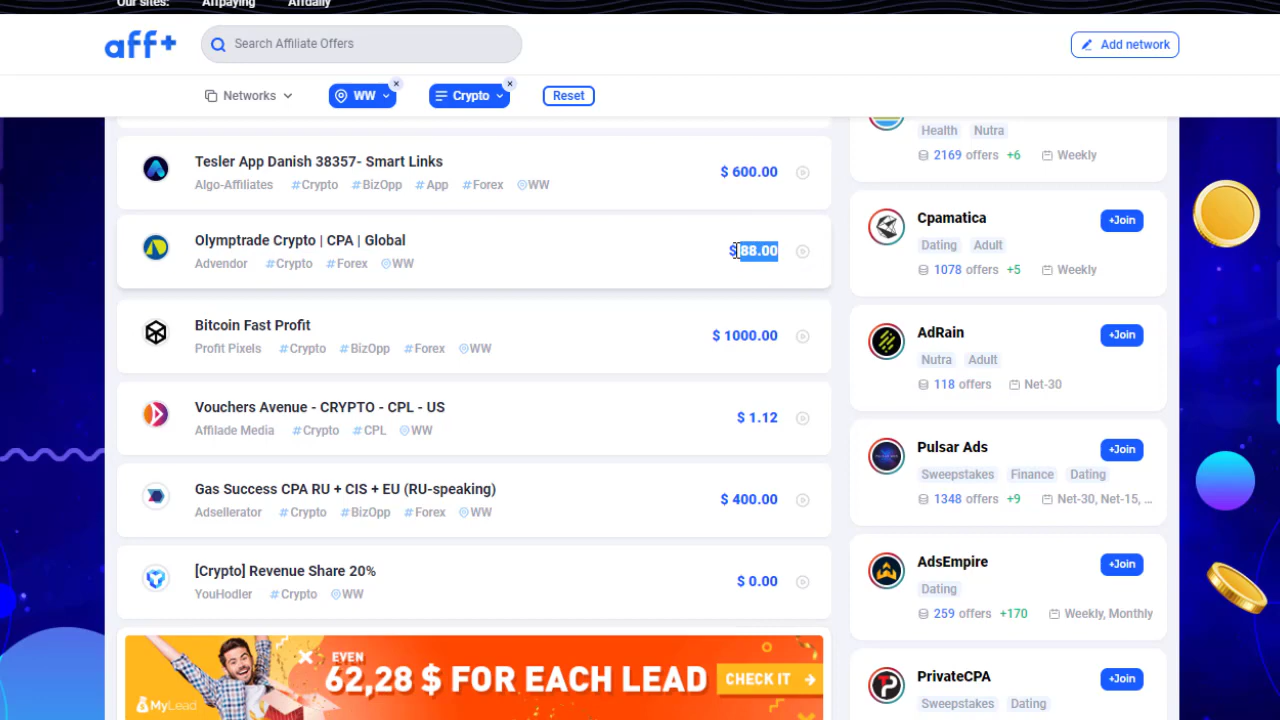 Our sites: Affpaying Affdaily
aff+
Search Affiliate Offers
Add network
Networks
WW
Crypto
Reset
Tesler App Danish 38357- Smart Links
$ 600.00
Algo-Affiliates #Crypto #BizOpp #App #Forex WW
Olymptrade Crypto | CPA | Global
$ 88.00
Advendor #Crypto #Forex WW
Bitcoin Fast Profit
$ 1000.00
Profit Pixels #Crypto #BizOpp #Forex WW
Vouchers Avenue - CRYPTO - CPL - US
$ 1.12
Affilade Media #Crypto #CPL WW
Gas Success CPA RU + CIS + EU (RU-speaking)
$ 400.00
Adsellerator #Crypto #BizOpp #Forex WW
[Crypto] Revenue Share 20%
$ 0.00
YouHodler #Crypto WW
EVEN
62,28 $ FOR EACH LEAD
CHECK IT
MyLead
Health Nutra
2169 offers +6 Weekly
Cpamatica
+Join
Dating Adult
1078 offers +5 Weekly
AdRain
+Join
Nutra Adult
118 offers Net-30
Pulsar Ads
+Join
Sweepstakes Finance Dating
1348 offers +9 Net-30, Net-15, ...
AdsEmpire
+Join
Dating
259 offers +170 Weekly, Monthly
PrivateCPA
+Join
Sweepstakes Dating